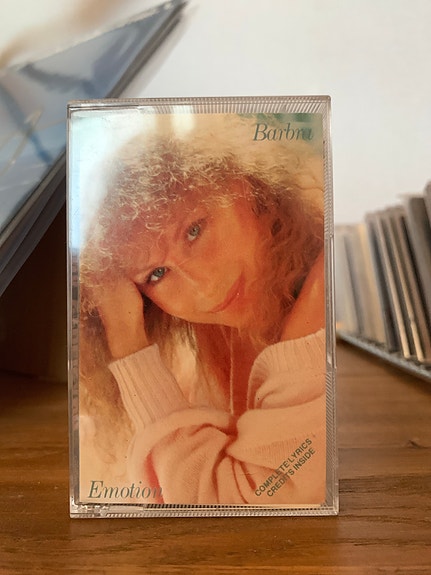 Barbra
Emotion
COMPLETE LYRICS
CREDITS INSIDE